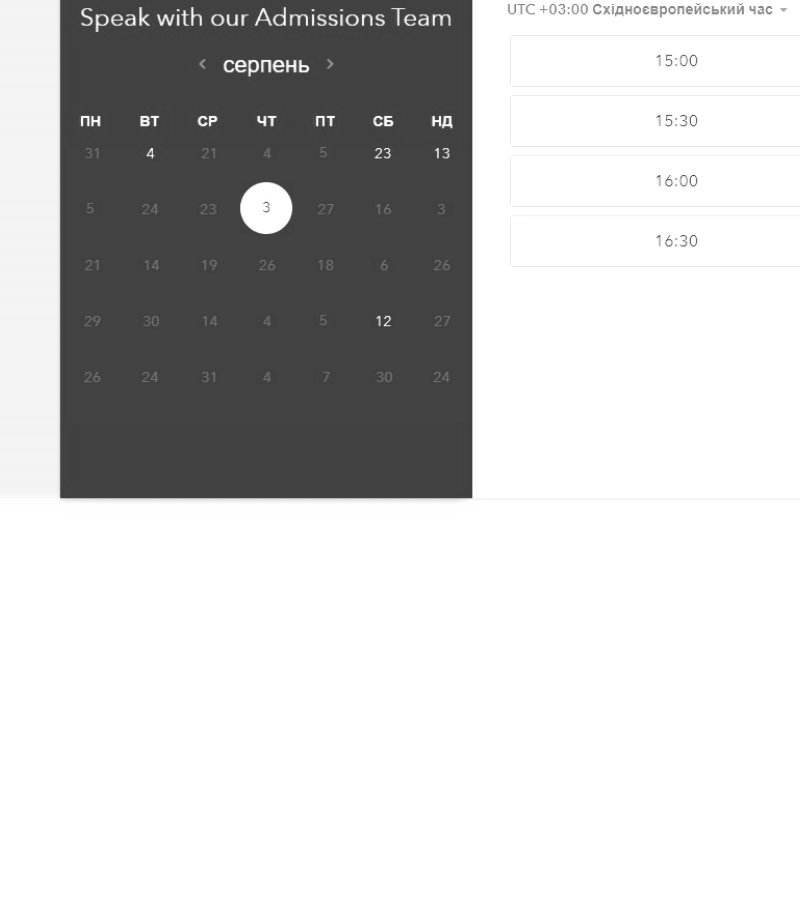 Speak with our Admissions Team
UTC +03:00 Східноєвропейський час
серпень
15:00
15:30
16:00
16:30
ПН ВТ СР ЧТ ПТ СБ НД
31 4 21 4 5 23 13
5 24 23 3 27 16 3
21 14 19 26 18 6 26
29 30 14 4 5 12 27
26 24 31 4 7 30 24